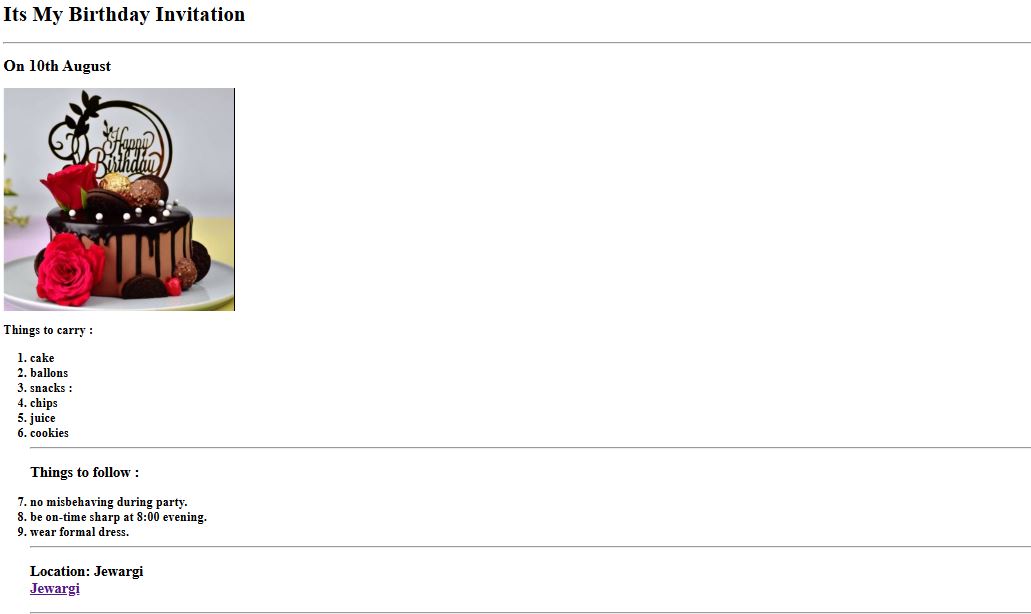 Its My Birthday Invitation
On 10th August
Happy
Birthday
Things to carry :
1. cake
2. ballons
3. snacks :
4. chips
5. juice
6. cookies
Things to follow :
7. no misbehaving during party.
8. be on-time sharp at 8:00 evening.
9. wear formal dress.
Location: Jewargi
Jewargi